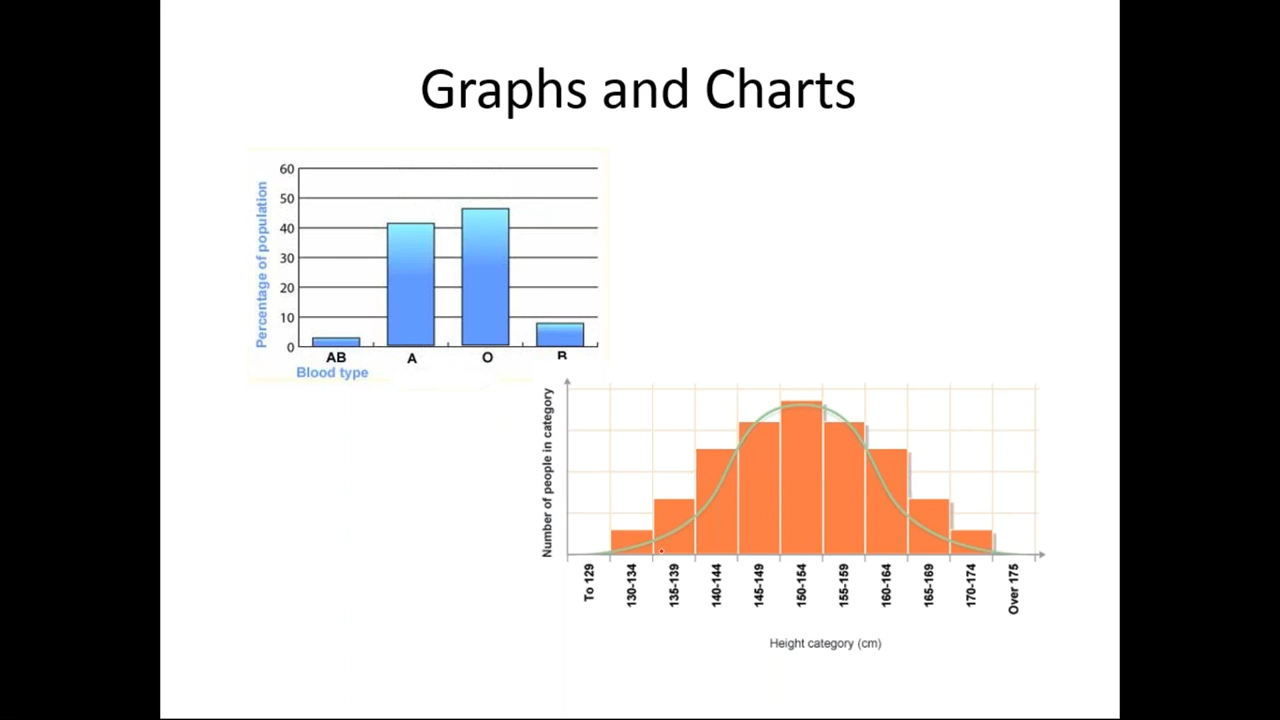 Graphs and Charts
Percentage of population
60
50
40
30
20
10
0
AB A O B
Blood type
Number of people in category
To 129
130-134
135-139
140-144
145-149
150-154
155-159
160-164
165-169
170-174
Over 175
Height category (cm)